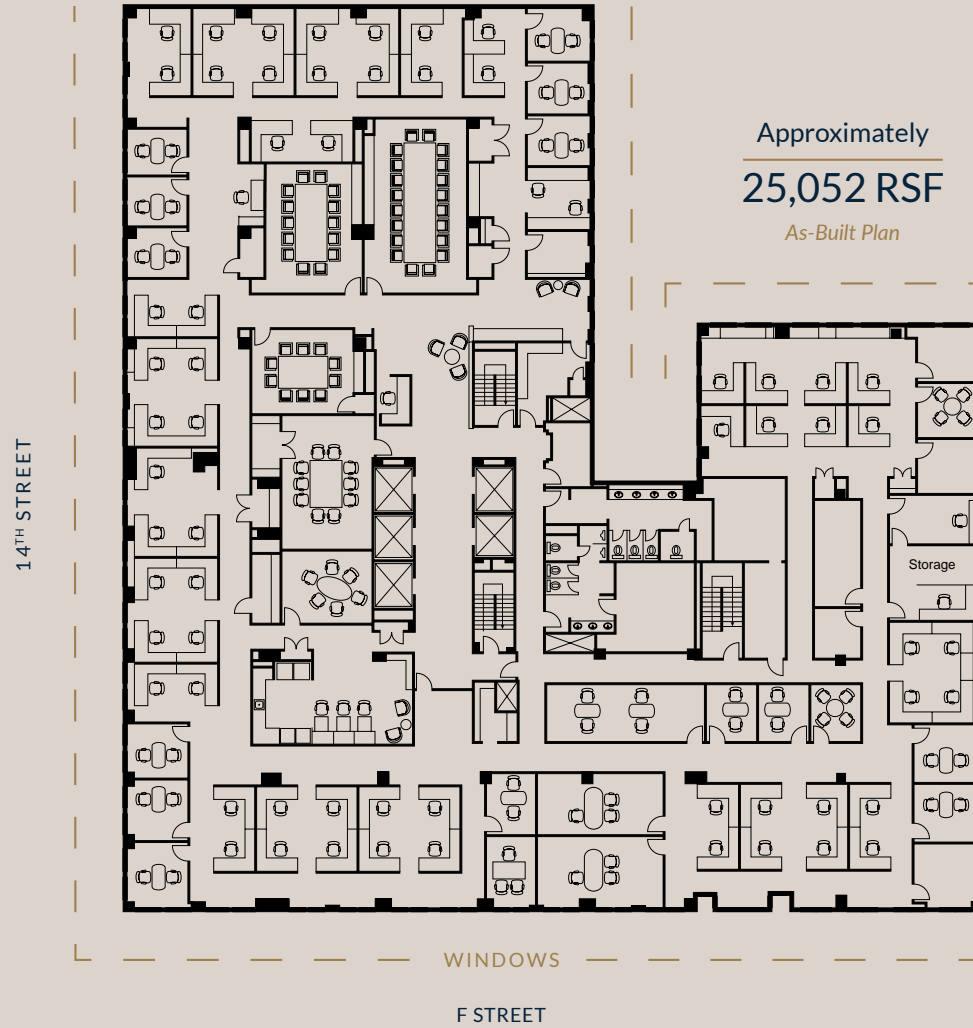 Approximately
25,052 RSF
As-Built Plan
14TH STREET
Storage
WINDOWS
F STREET